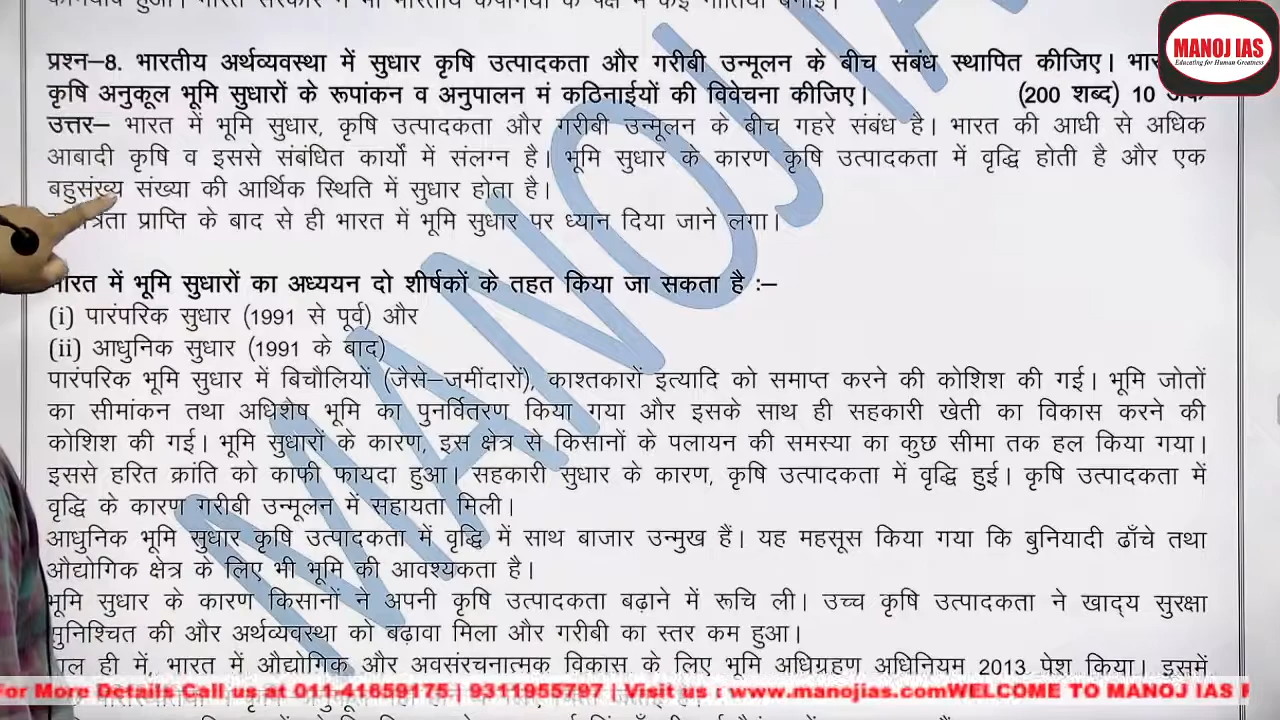 MANOJ IAS
Educating for Human Greatness
प्रश्न–8. भारतीय अर्थव्यवस्था में सुधार कृषि उत्पादकता और गरीबी उन्मूलन के बीच संबंध स्थापित कीजिए।
कृषि अनुकूल भूमि सुधारों के रूपांकन व अनुपालन मं कठिनाईयों की विवेचना कीजिए। (200 शब्द) 10
उत्तर– भारत में भूमि सुधार, कृषि उत्पादकता और गरीबी उन्मूलन के बीच गहरे संबंध है। भारत की आधी से अधिक
आबादी कृषि व इससे संबंधित कार्यों में संलग्न है। भूमि सुधार के कारण कृषि उत्पादकता में वृद्धि होती है और एक
बहुसंख्य संख्या की आर्थिक स्थिति में सुधार होता है।
प्राप्ति के बाद से ही भारत में भूमि सुधार पर ध्यान दिया जाने लगा।
भारत में भूमि सुधारों का अध्ययन दो शीर्षकों के तहत किया जा सकता है :–
(i) पारंपरिक सुधार (1991 से पूर्व) और
(ii) आधुनिक सुधार (1991 के बाद)
पारंपरिक भूमि सुधार में बिचौलियों (जैसे–जमींदारों), काश्तकारों इत्यादि को समाप्त करने की कोशिश की गई। भूमि जोतों
का सीमांकन तथा अधिशेष भूमि का पुनर्वितरण किया गया और इसके साथ ही सहकारी खेती का विकास करने की
कोशिश की गई। भूमि सुधारों के कारण, इस क्षेत्र से किसानों के पलायन की समस्या का कुछ सीमा तक हल किया गया।
इससे हरित क्रांति को काफी फायदा हुआ। सहकारी सुधार के कारण, कृषि उत्पादकता में वृद्धि हुई। कृषि उत्पादकता में
वृद्धि के कारण गरीबी उन्मूलन में सहायता मिली।
आधुनिक भूमि सुधार कृषि उत्पादकता में वृद्धि में साथ बाजार उन्मुख हैं। यह महसूस किया गया कि बुनियादी ढाँचे तथा
औद्योगिक क्षेत्र के लिए भी भूमि की आवश्यकता है।
भूमि सुधार के कारण किसानों ने अपनी कृषि उत्पादकता बढ़ाने में रूचि ली। उच्च कृषि उत्पादकता ने खाद्य सुरक्षा
सुनिश्चित की और अर्थव्यवस्था को बढ़ावा मिला और गरीबी का स्तर कम हुआ।
हाल ही में, भारत में औद्योगिक और अवसंरचनात्मक विकास के लिए भूमि अधिग्रहण अधिनियम 2013 पेश किया। इसमें
For More Details Call us at 011-41659175 | 9311955797 | Visit us : www.manojias.comWELCOME TO MANOJ IAS
MANOJ IA